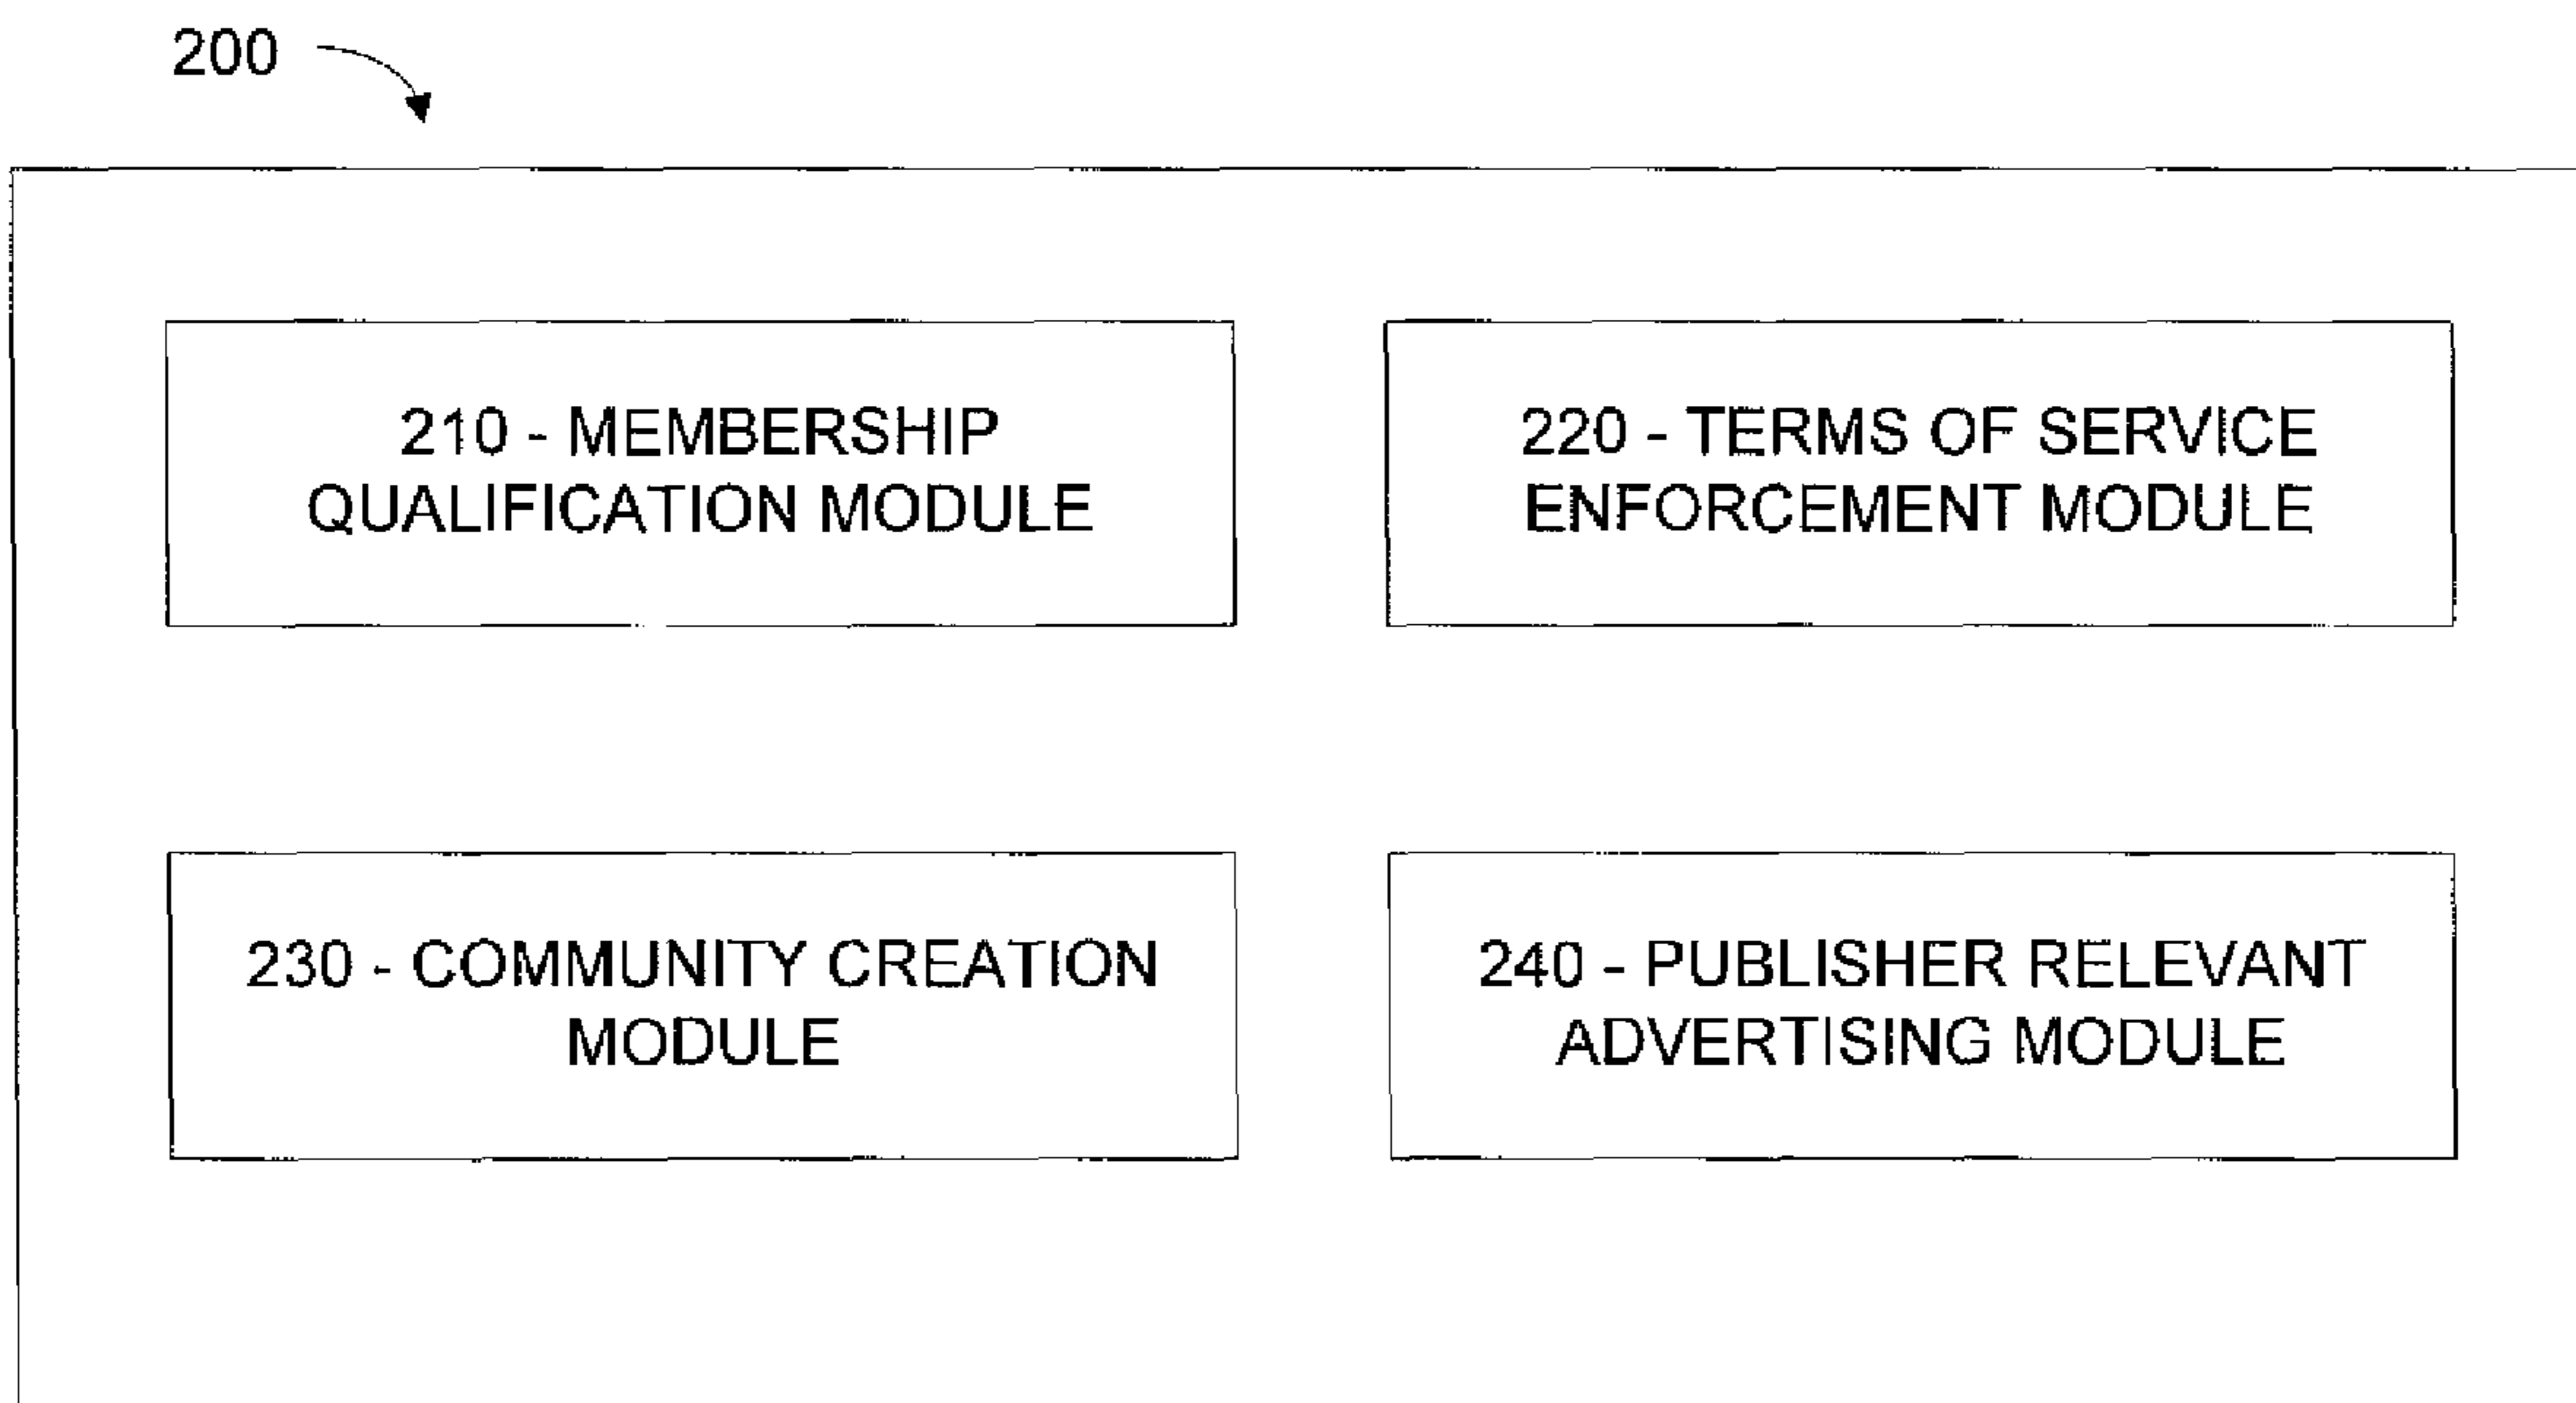 200
210 - MEMBERSHIP
QUALIFICATION MODULE
220 - TERMS OF SERVICE
ENFORCEMENT MODULE
230 - COMMUNITY CREATION
MODULE
240 - PUBLISHER RELEVANT
ADVERTISING MODULE